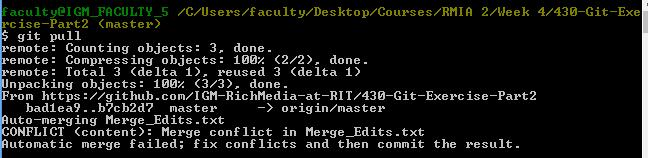 faculty@IGM_FACULTY_5 /C/Users/faculty/Desktop/Courses/RMIA 2/Week 4/430-Git-Exe
rcise-Part2 (master)
$ git pull
remote: Counting objects: 3, done.
remote: Compressing objects: 100% (2/2), done.
remote: Total 3 (delta 1), reused 3 (delta 1)
Unpacking objects: 100% (3/3), done.
From https://github.com/IGM-RichMedia-at-RIT/430-Git-Exercise-Part2
   bad1ea9..b7cb2d7  master     -> origin/master
Auto-merging Merge_Edits.txt
CONFLICT (content): Merge conflict in Merge_Edits.txt
Automatic merge failed; fix conflicts and then commit the result.